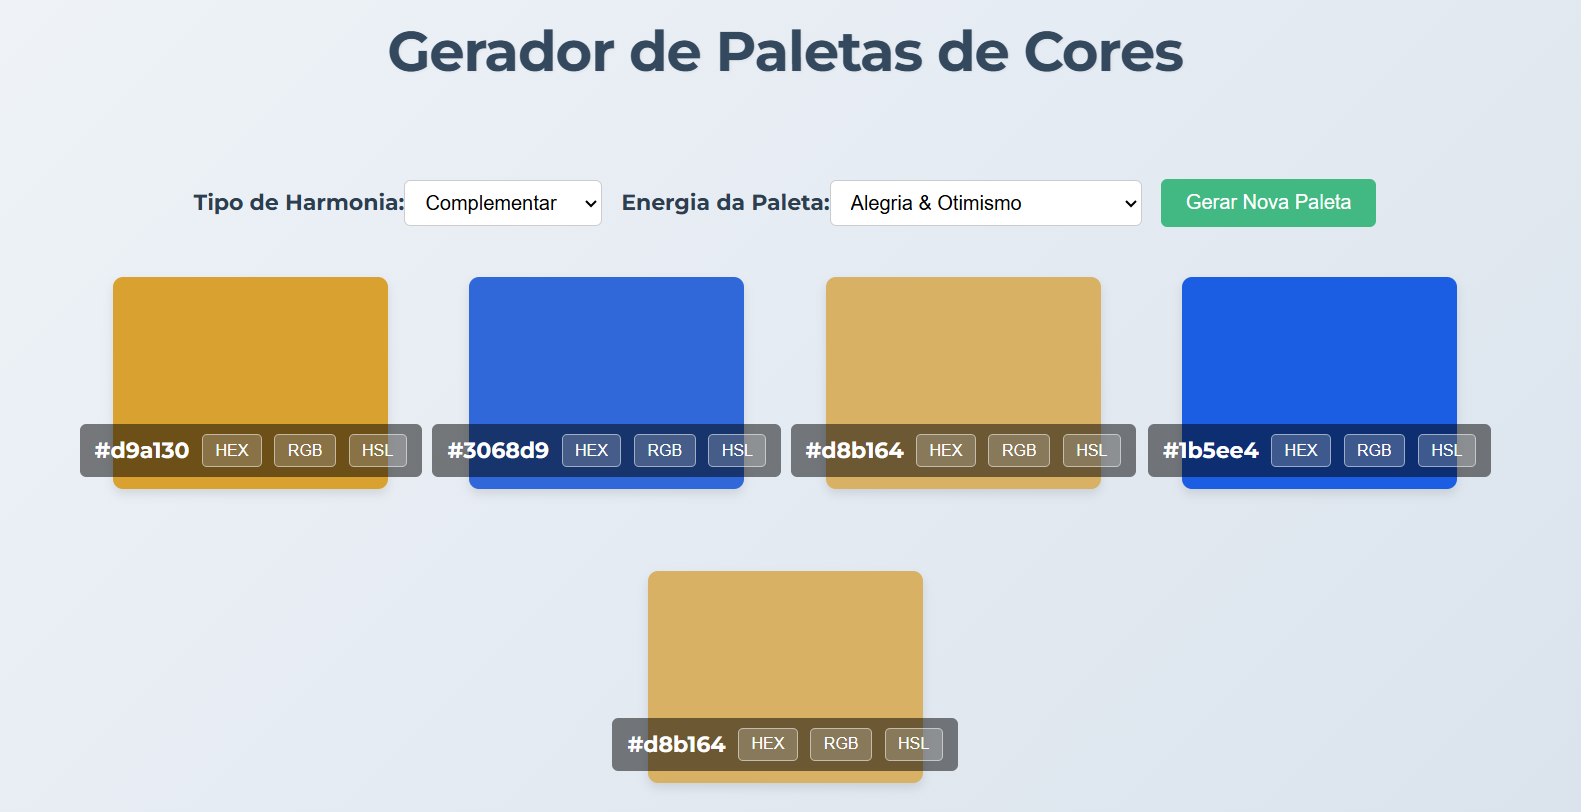 Gerador de Paletas de Cores
Tipo de Harmonia: Complementar Energia da Paleta: Alegria & Otimismo Gerar Nova Paleta
#d9a130 HEX RGB HSL #3068d9 HEX RGB HSL #d8b164 HEX RGB HSL #1b5ee4 HEX RGB HSL
#d8b164 HEX RGB HSL